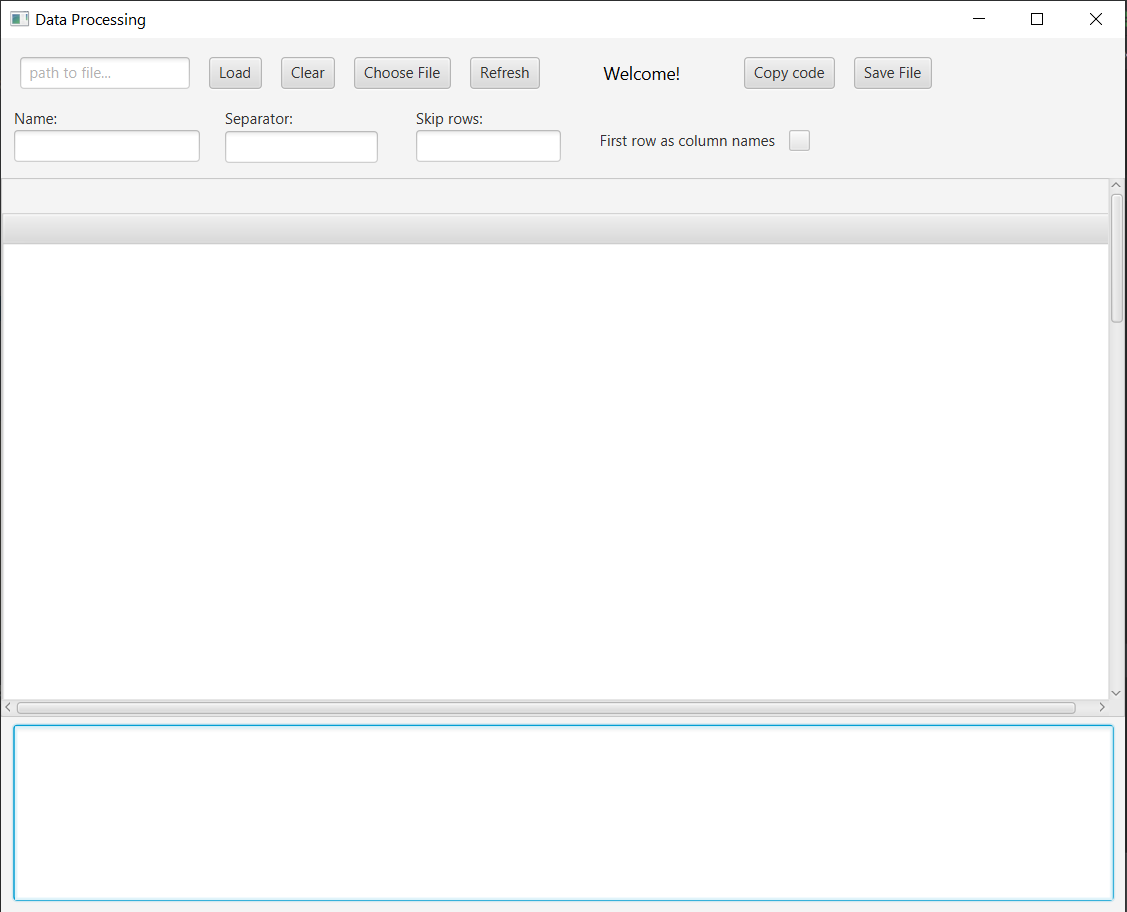 Data Processing
path to file...
Load
Clear
Choose File
Refresh
Welcome!
Copy code
Save File
Name:
Separator:
Skip rows:
First row as column names